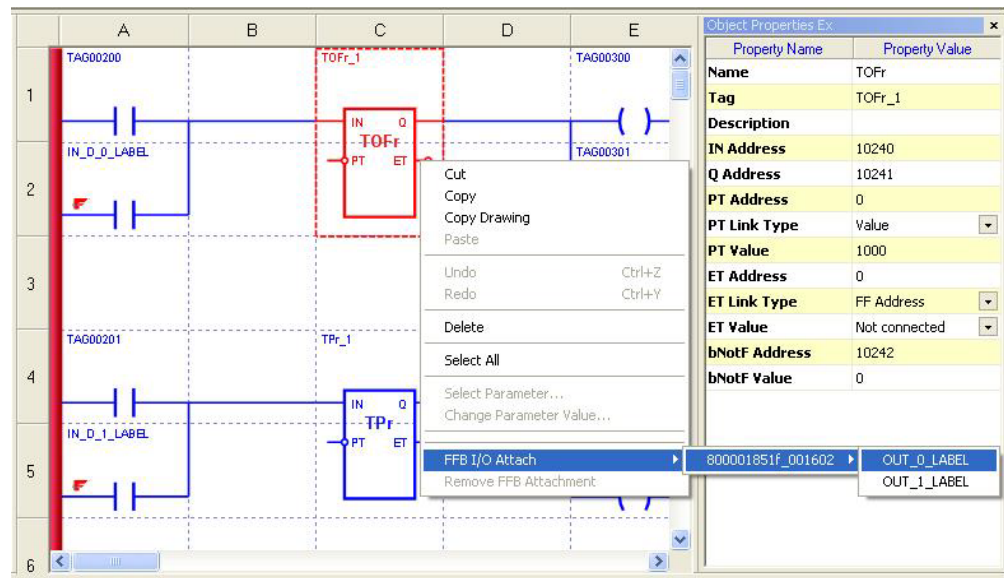 A B C D E
Object Properties Ex x
Property Name Property Value
Name TOFr
Tag TOFr_1
Description
IN Address 10240
Q Address 10241
PT Address 0
PT Link Type Value
PT Value 1000
ET Address 0
ET Link Type FF Address
ET Value Not connected
bNotF Address 10242
bNotF Value 0
TAG00200 TOFr_1 TAG00300
1
IN Q
TOFr
PT ET
IN_D_0_LABEL TAG00301
2
F
3
TAG00201 TPr_1
4
IN Q
TPr
PT ET
IN_D_1_LABEL
5
F
6
Cut
Copy
Copy Drawing
Paste
Undo Ctrl+Z
Redo Ctrl+Y
Delete
Select All
Select Parameter...
Change Parameter Value...
FFB I/O Attach
Remove FFB Attachment
800001851f_001602
OUT_0_LABEL
OUT_1_LABEL